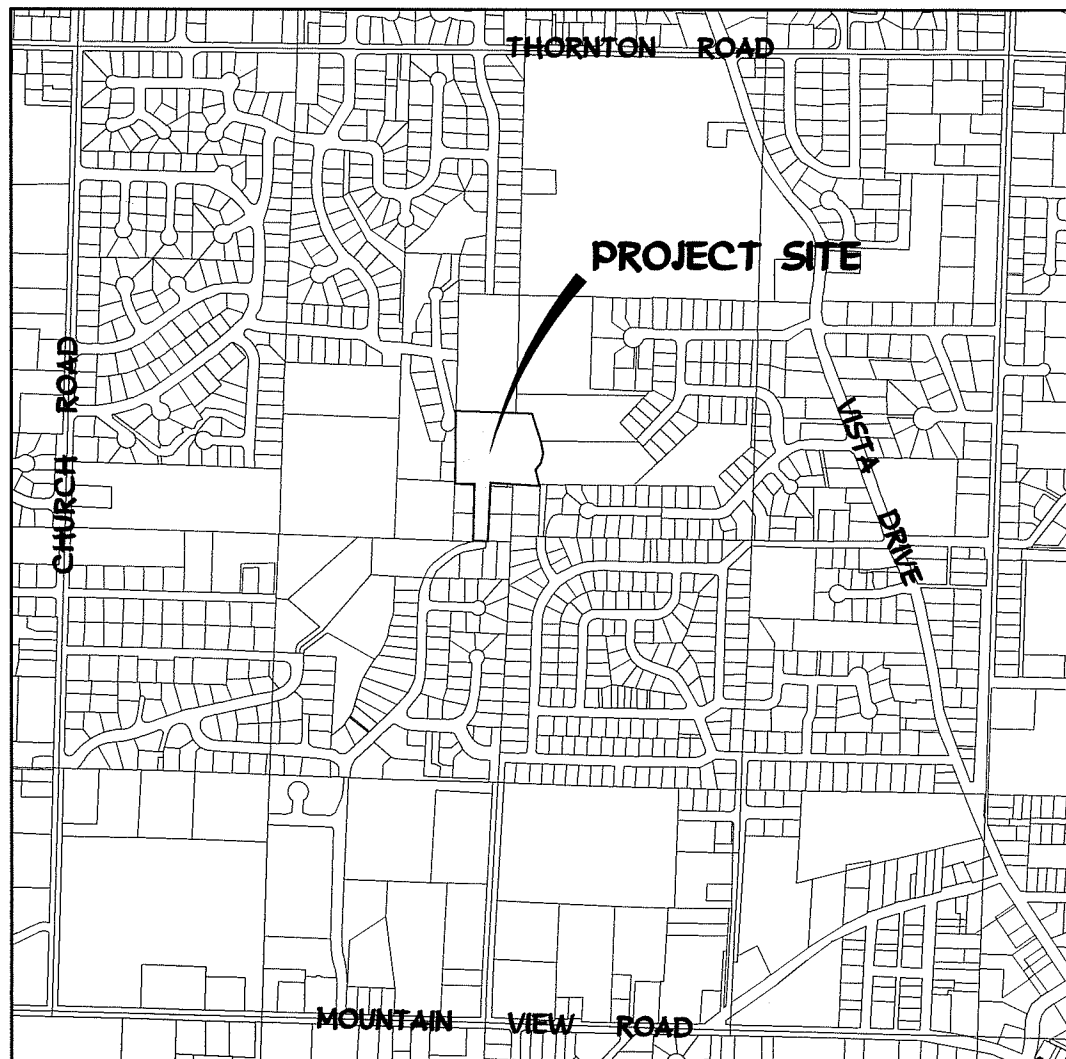 THORNTON ROAD
PROJECT SITE
CHURCH ROAD
VISTA DRIVE
MOUNTAIN VIEW ROAD